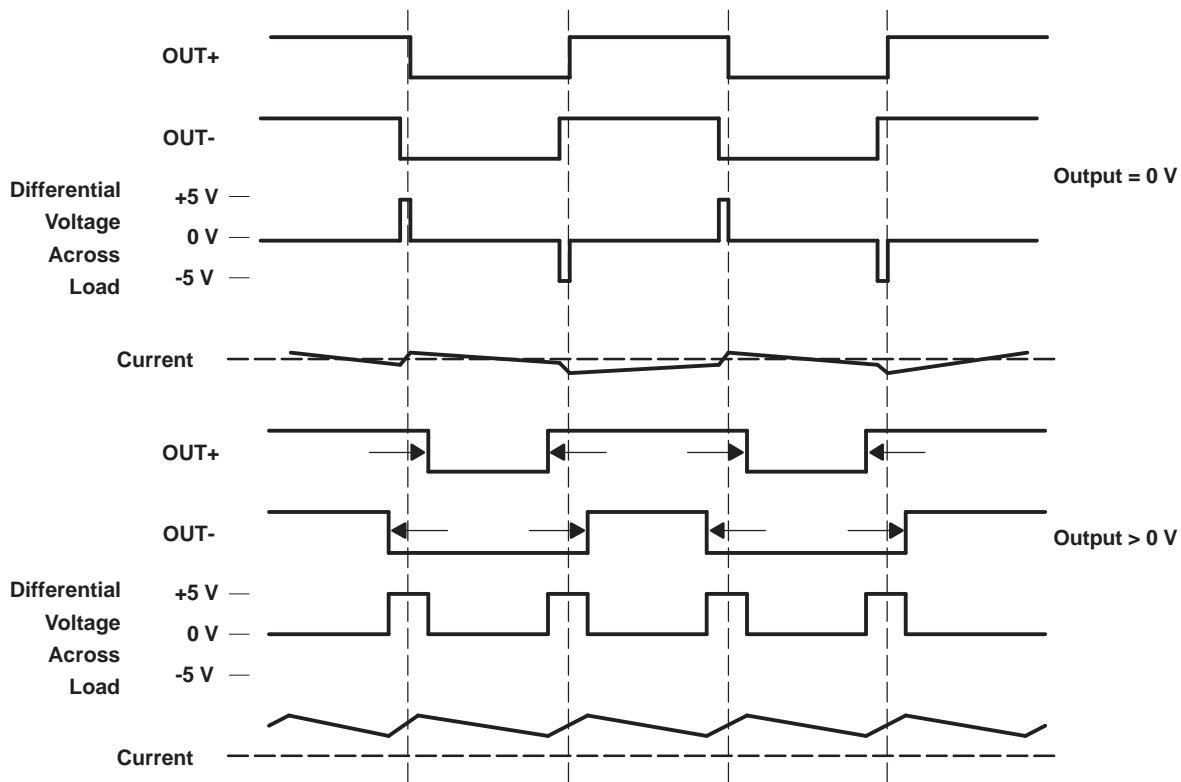 OUT+
OUT-
Output = 0 V
Differential
Voltage
Across
Load
+5 V
0 V
-5 V
Current
OUT+
OUT-
Output > 0 V
Differential
Voltage
Across
Load
+5 V
0 V
-5 V
Current